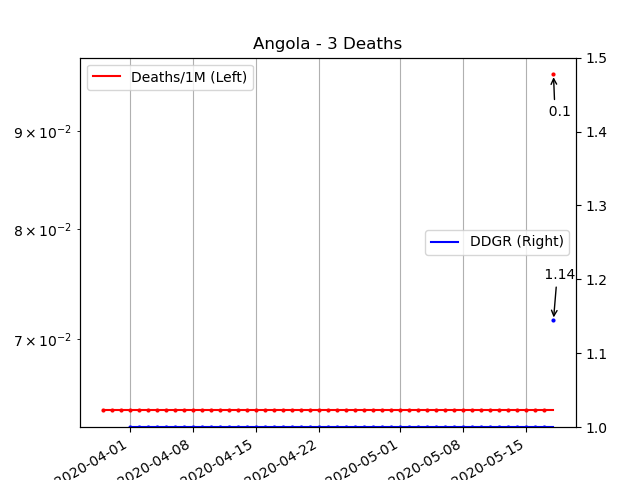 Angola - 3 Deaths
Deaths/1M (Left)
DDGR (Right)
0.1
1.14
9 × 10⁻²
8 × 10⁻²
7 × 10⁻²
1.5
1.4
1.3
1.2
1.1
1.0
2020-04-01
2020-04-08
2020-04-15
2020-04-22
2020-05-01
2020-05-08
2020-05-15